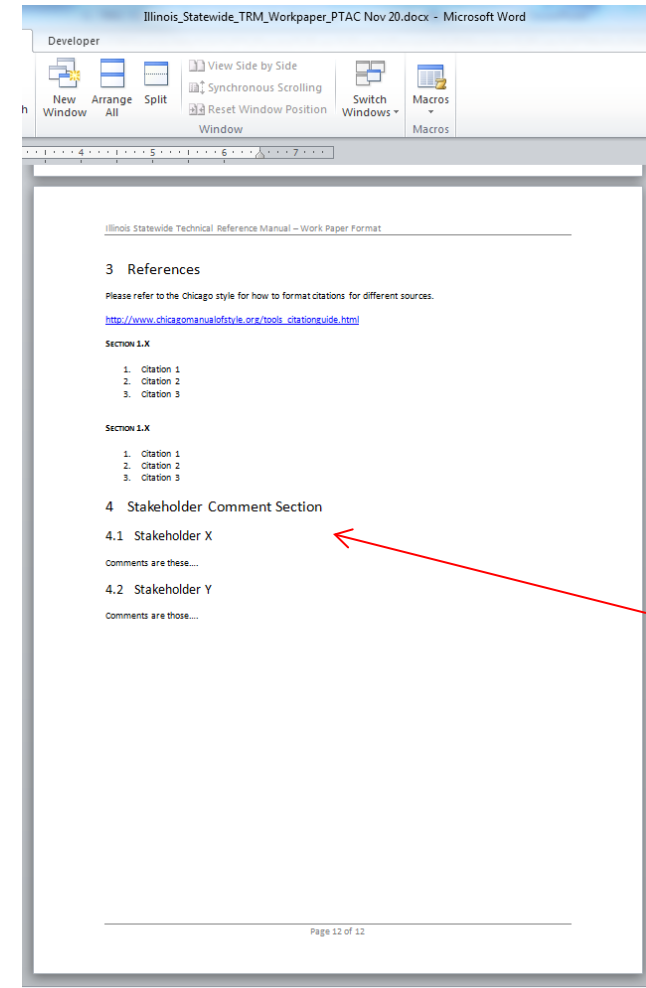 Illinois_Statewide_TRM_Workpaper_PTAC Nov 20.docx - Microsoft Word
Developer
View Side by Side
Synchronous Scrolling
Reset Window Position
New Window
Arrange All
Split
Switch Windows
Macros
Window
Macros
4 5 6 7
Illinois Statewide Technical Reference Manual – Work Paper Format
3 References
Please refer to the Chicago style for how to format citations for different sources.
http://www.chicagomanualofstyle.org/tools_citationguide.html
SECTION 1.X
1. Citation 1
2. Citation 2
3. Citation 3
SECTION 1.X
1. Citation 1
2. Citation 2
3. Citation 3
4 Stakeholder Comment Section
4.1 Stakeholder X
Comments are these....
4.2 Stakeholder Y
Comments are those....
Page 12 of 12